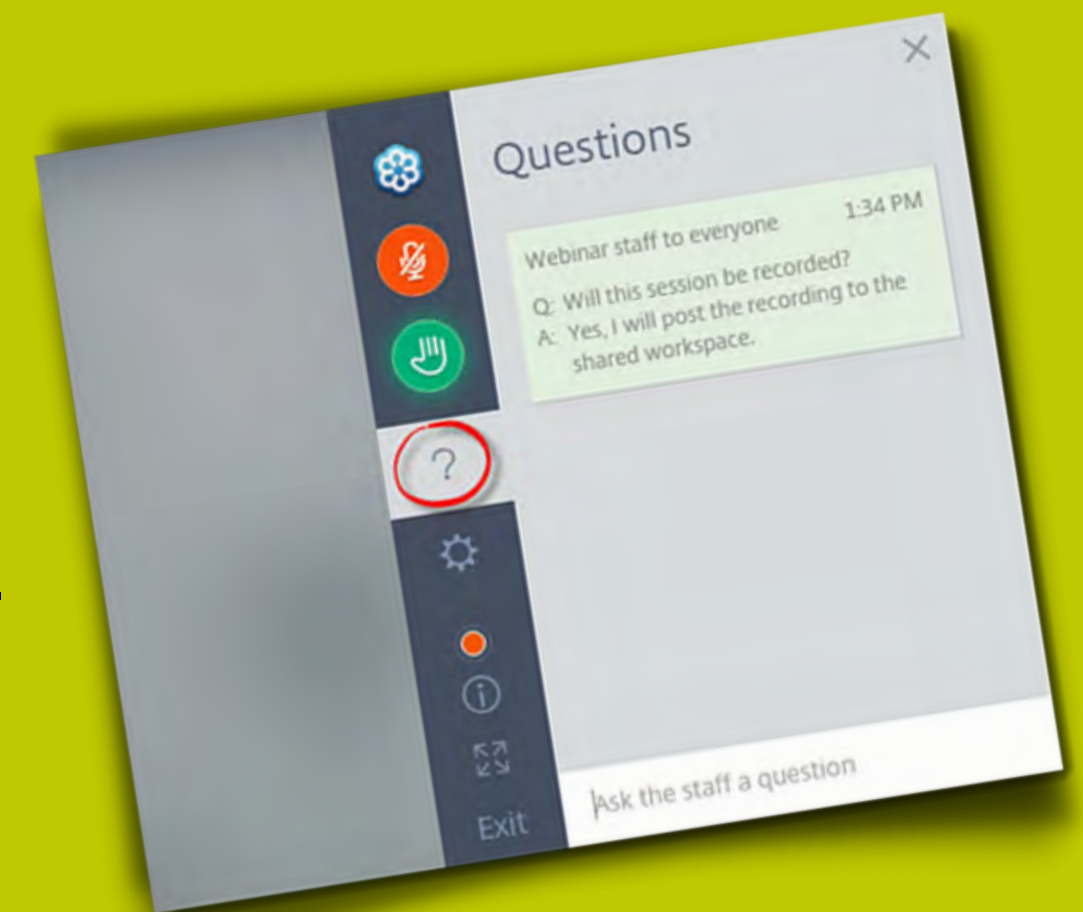 Questions
Webinar staff to everyone 1:34 PM
Q: Will this session be recorded?
A: Yes, I will post the recording to the
shared workspace.
?
Ask the staff a question
Exit